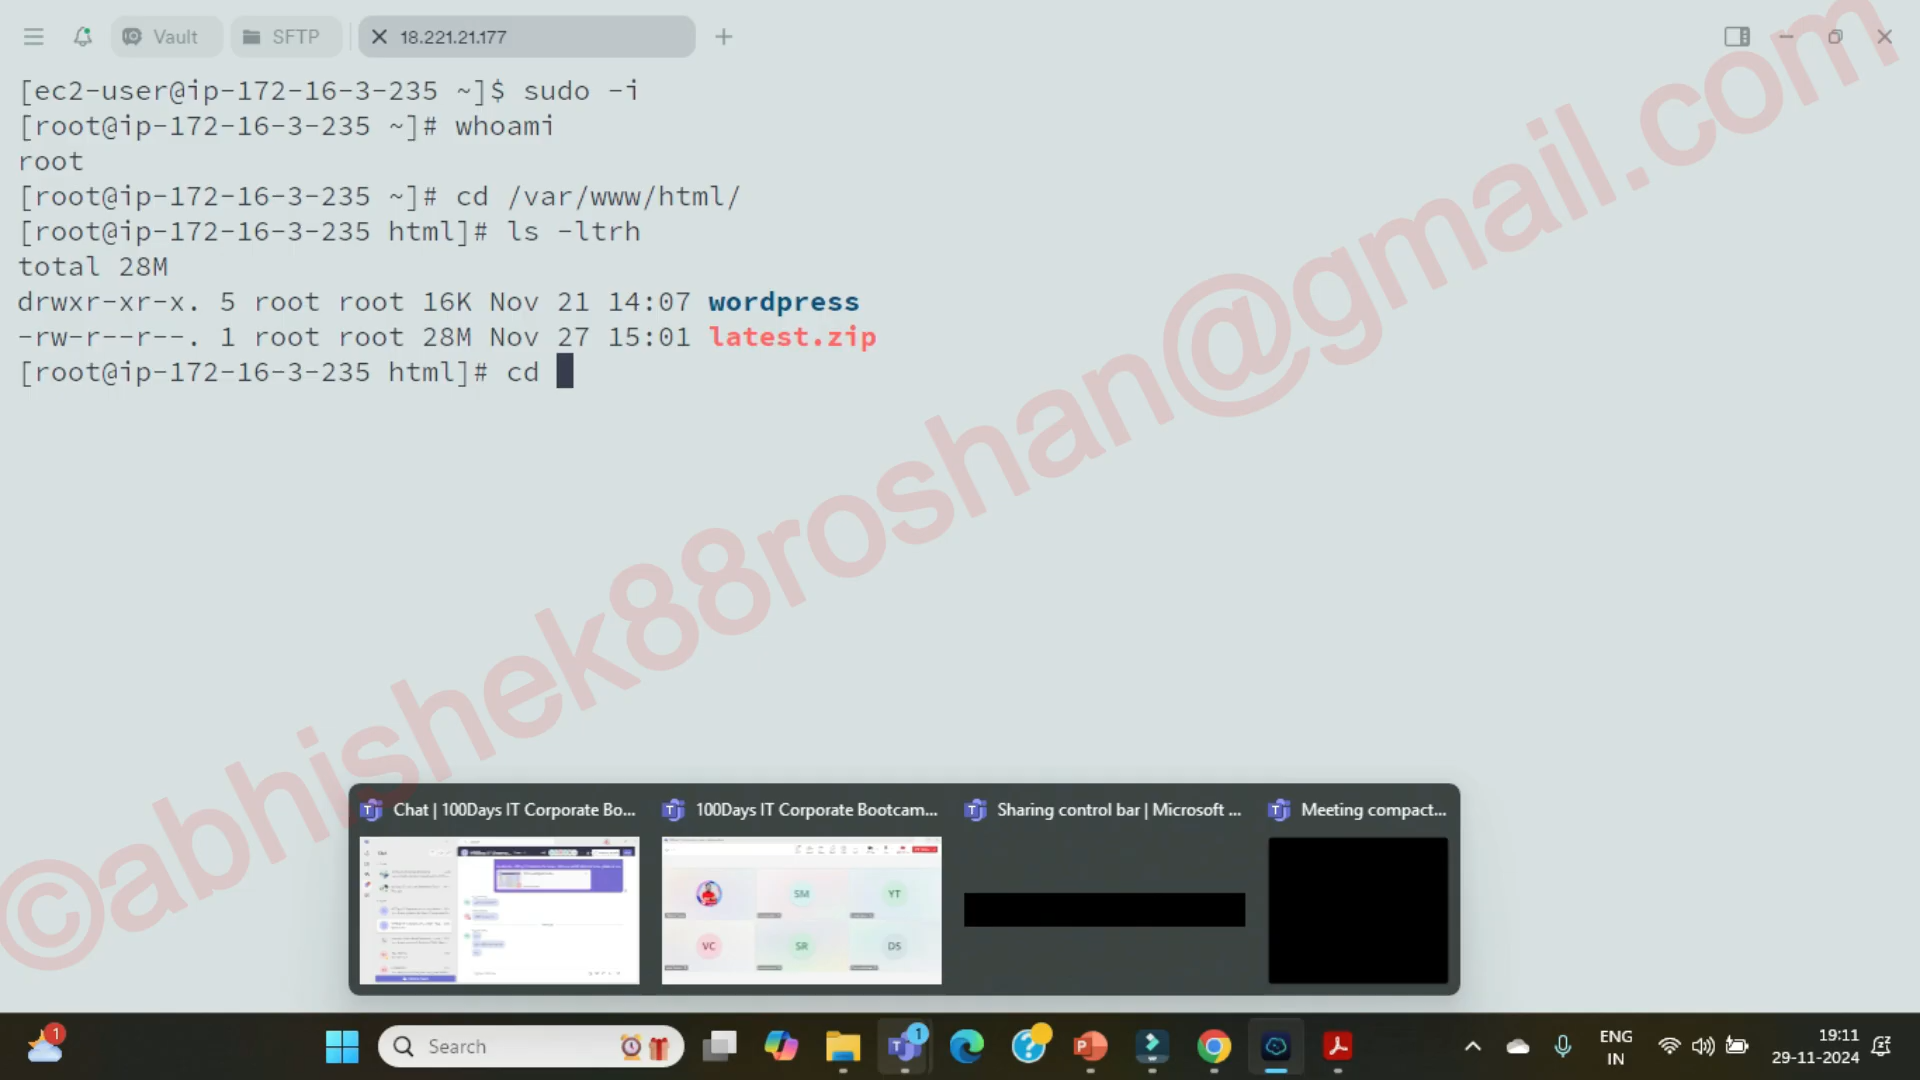 Vault
SFTP
18.221.21.177
[ec2-user@ip-172-16-3-235 ~]$ sudo -i
[root@ip-172-16-3-235 ~]# whoami
root
[root@ip-172-16-3-235 ~]# cd /var/www/html/
[root@ip-172-16-3-235 html]# ls -ltrh
total 28M
drwxr-xr-x. 5 root root 16K Nov 21 14:07 wordpress
-rw-r--r--. 1 root root 28M Nov 27 15:01 latest.zip
[root@ip-172-16-3-235 html]# cd
©abhishek88roshan@gmail.com
Chat | 100Days IT Corporate Bo...
100Days IT Corporate Bootcam...
Sharing control bar | Microsoft ...
Meeting compact...
SM
YT
VC
SR
DS
1
Search
1
ENG
IN
19:11
29-11-2024